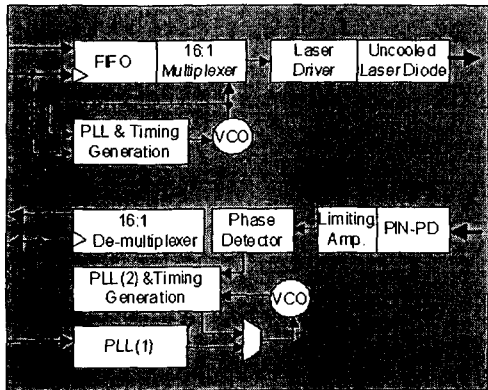 FIFO
16:1
Multiplexer
Laser
Driver
Uncooled
Laser Diode
PLL & Timing
Generation
VCO
16:1
De-multiplexer
Phase
Detector
Limiting
Amp.
PIN-PD
PLL(2) &Timing
Generation
VCO
PLL(1)